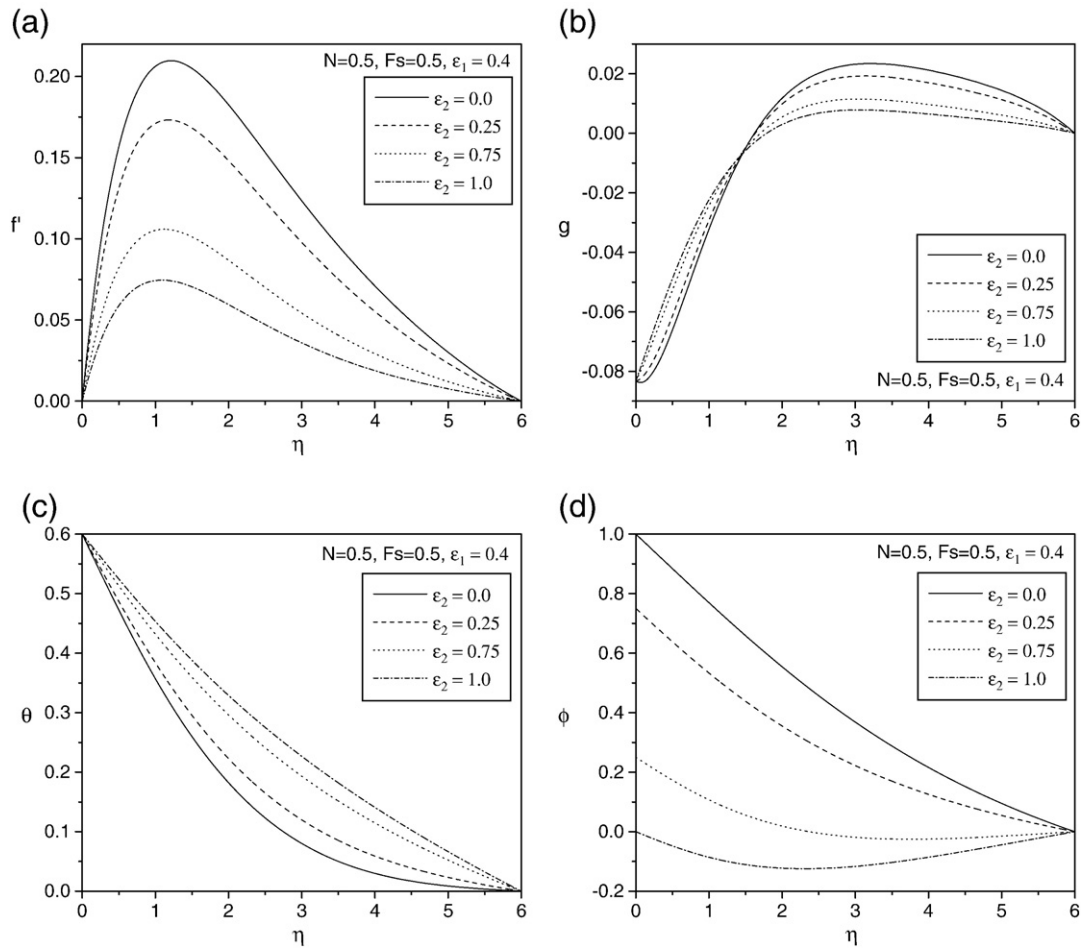 (a)
N=0.5, Fs=0.5, ε₁ = 0.4
ε₂ = 0.0
ε₂ = 0.25
ε₂ = 0.75
ε₂ = 1.0
0.20
0.15
0.10
0.05
0.00
f'
0 1 2 3 4 5 6
η
(b)
0.02
0.00
-0.02
-0.04
-0.06
-0.08
g
ε₂ = 0.0
ε₂ = 0.25
ε₂ = 0.75
ε₂ = 1.0
N=0.5, Fs=0.5, ε₁ = 0.4
0 1 2 3 4 5 6
η
(c)
N=0.5, Fs=0.5, ε₁ = 0.4
ε₂ = 0.0
ε₂ = 0.25
ε₂ = 0.75
ε₂ = 1.0
0.6
0.5
0.4
0.3
0.2
0.1
0.0
θ
0 1 2 3 4 5 6
η
(d)
N=0.5, Fs=0.5, ε₁ = 0.4
ε₂ = 0.0
ε₂ = 0.25
ε₂ = 0.75
ε₂ = 1.0
1.0
0.8
0.6
0.4
0.2
0.0
-0.2
ϕ
0 1 2 3 4 5 6
η